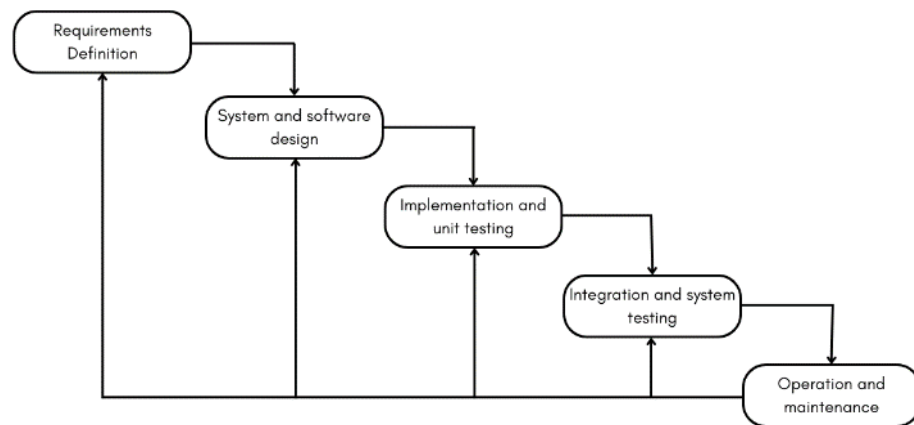 Requirements
Definition
System and software
design
Implementation and
unit testing
Integration and system
testing
Operation and
maintenance